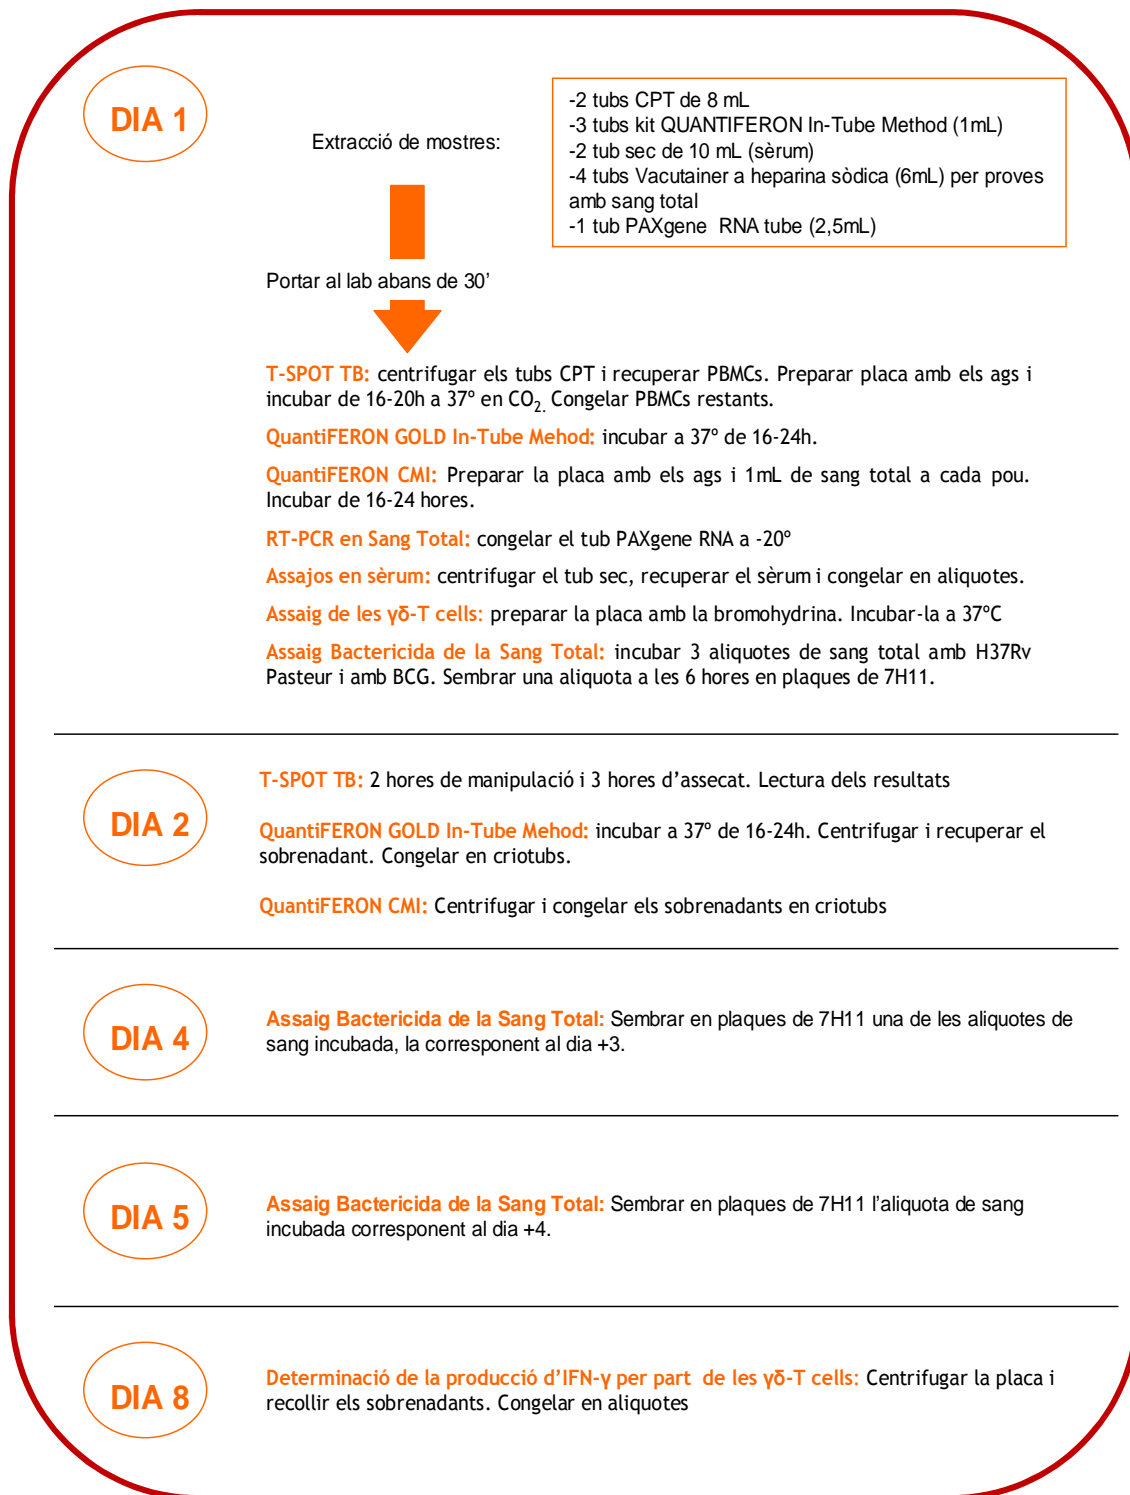 DIA 1
Extracció de mostres:
-2 tubs CPT de 8 mL
-3 tubs kit QUANTIFERON In-Tube Method (1mL)
-2 tub sec de 10 mL (sèrum)
-4 tubs Vacutainer a heparina sòdica (6mL) per proves
amb sang total
-1 tub PAXgene RNA tube (2,5mL)
Portar al lab abans de 30’
T-SPOT TB: centrifugar els tubs CPT i recuperar PBMCs. Preparar placa amb els ags i
incubar de 16-20h a 37º en CO2. Congelar PBMCs restants.
QuantiFERON GOLD In-Tube Mehod: incubar a 37º de 16-24h.
QuantiFERON CMI: Preparar la placa amb els ags i 1mL de sang total a cada pou.
Incubar de 16-24 hores.
RT-PCR en Sang Total: congelar el tub PAXgene RNA a -20º
Assajos en sèrum: centrifugar el tub sec, recuperar el sèrum i congelar en aliquotes.
Assaig de les γδ-T cells: preparar la placa amb la bromohydrina. Incubar-la a 37ºC
Assaig Bactericida de la Sang Total: incubar 3 aliquotes de sang total amb H37Rv
Pasteur i amb BCG. Sembrar una aliquota a les 6 hores en plaques de 7H11.
DIA 2
T-SPOT TB: 2 hores de manipulació i 3 hores d’assecat. Lectura dels resultats
QuantiFERON GOLD In-Tube Mehod: incubar a 37º de 16-24h. Centrifugar i recuperar el
sobrenadant. Congelar en criotubs.
QuantiFERON CMI: Centrifugar i congelar els sobrenadants en criotubs
DIA 4
Assaig Bactericida de la Sang Total: Sembrar en plaques de 7H11 una de les aliquotes de
sang incubada, la corresponent al dia +3.
DIA 5
Assaig Bactericida de la Sang Total: Sembrar en plaques de 7H11 l’aliquota de sang
incubada corresponent al dia +4.
DIA 8
Determinació de la producció d’IFN-γ per part de les γδ-T cells: Centrifugar la placa i
recollir els sobrenadants. Congelar en aliquotes